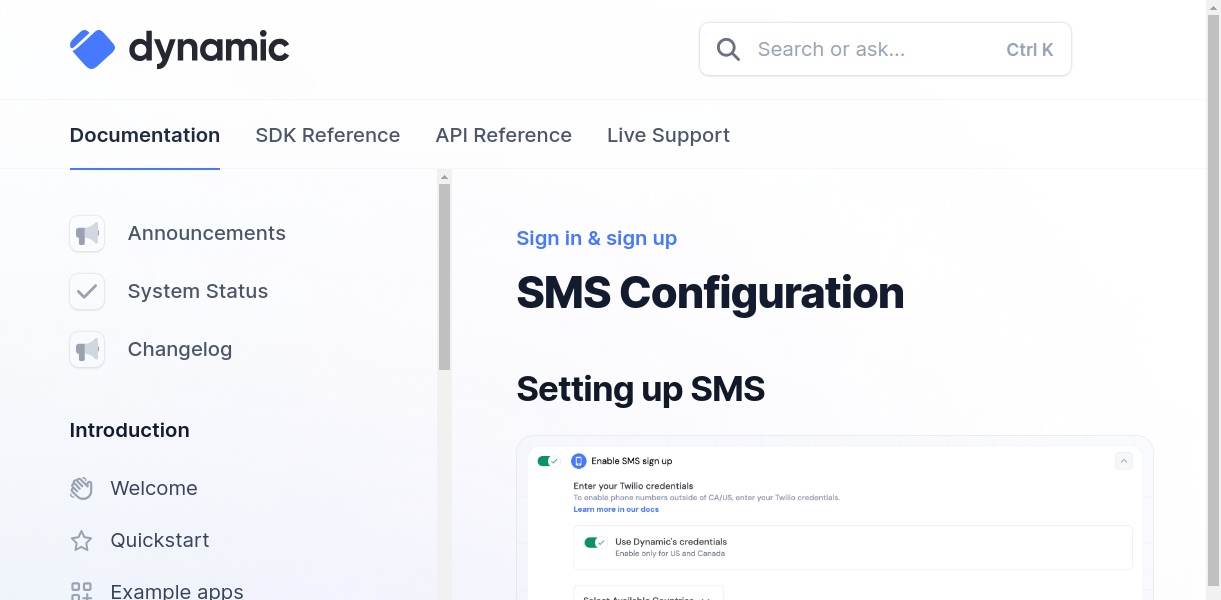 dynamic
Search or ask...
Ctrl K
Documentation
SDK Reference
API Reference
Live Support
Announcements
System Status
Changelog
Introduction
Welcome
Quickstart
Example apps
Sign in & sign up
SMS Configuration
Setting up SMS
Enable SMS sign up
Enter your Twilio credentials
To enable phone numbers outside of CA/US, enter your Twilio credentials.
Learn more in our docs
Use Dynamic's credentials
Enable only for US and Canada
Select Available Countries